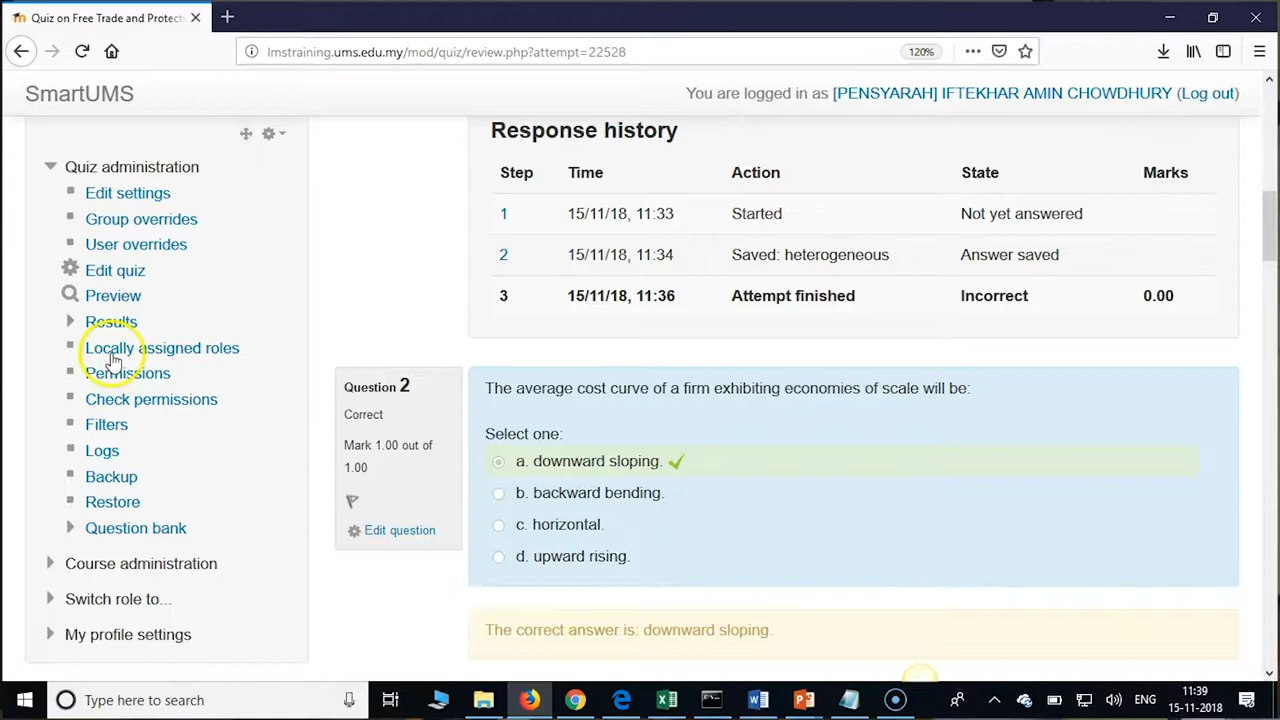 Quiz on Free Trade and Protecti
lmstraining.ums.edu.my/mod/quiz/review.php?attempt=22528
120%
SmartUMS
You are logged in as [PENSYARAH] IFTEKHAR AMIN CHOWDHURY (Log out)
Quiz administration
Edit settings
Group overrides
User overrides
Edit quiz
Preview
Results
Locally assigned roles
Permissions
Check permissions
Filters
Logs
Backup
Restore
Question bank
Course administration
Switch role to...
My profile settings
Response history
Step Time Action State Marks
1 15/11/18, 11:33 Started Not yet answered
2 15/11/18, 11:34 Saved: heterogeneous Answer saved
3 15/11/18, 11:36 Attempt finished Incorrect 0.00
Question 2
Correct
Mark 1.00 out of
1.00
Edit question
The average cost curve of a firm exhibiting economies of scale will be:
Select one:
a. downward sloping.
b. backward bending.
c. horizontal.
d. upward rising.
The correct answer is: downward sloping.
Type here to search
ENG
11:39
15-11-2018